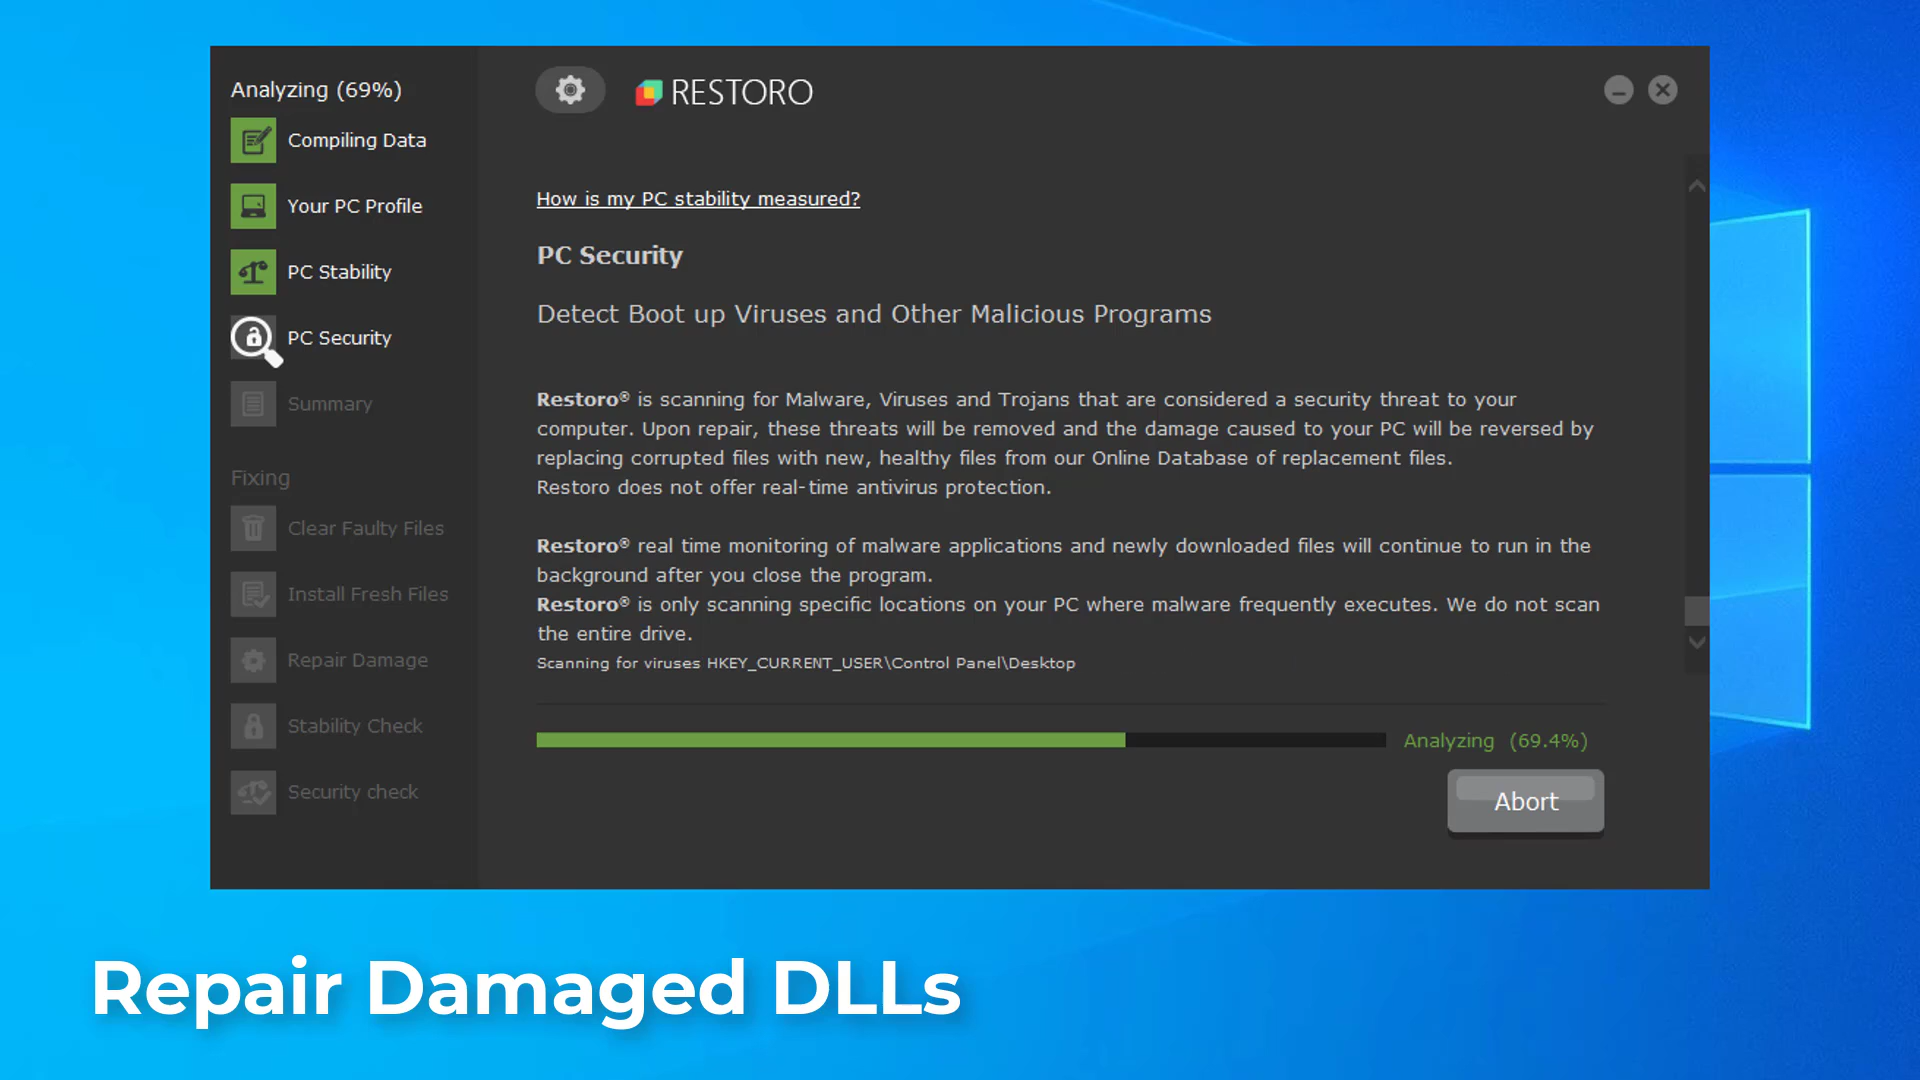 Analyzing (69%)
Compiling Data
Your PC Profile
PC Stability
PC Security
Summary
Fixing
Clear Faulty Files
Install Fresh Files
Repair Damage
Stability Check
Security check
RESTORO
How is my PC stability measured?
PC Security
Detect Boot up Viruses and Other Malicious Programs
Restoro® is scanning for Malware, Viruses and Trojans that are considered a security threat to your
computer. Upon repair, these threats will be removed and the damage caused to your PC will be reversed by
replacing corrupted files with new, healthy files from our Online Database of replacement files.
Restoro does not offer real-time antivirus protection.
Restoro® real time monitoring of malware applications and newly downloaded files will continue to run in the
background after you close the program.
Restoro® is only scanning specific locations on your PC where malware frequently executes. We do not scan
the entire drive.
Scanning for viruses HKEY_CURRENT_USER\Control Panel\Desktop
Analyzing (69.4%)
Abort
Repair Damaged DLLs